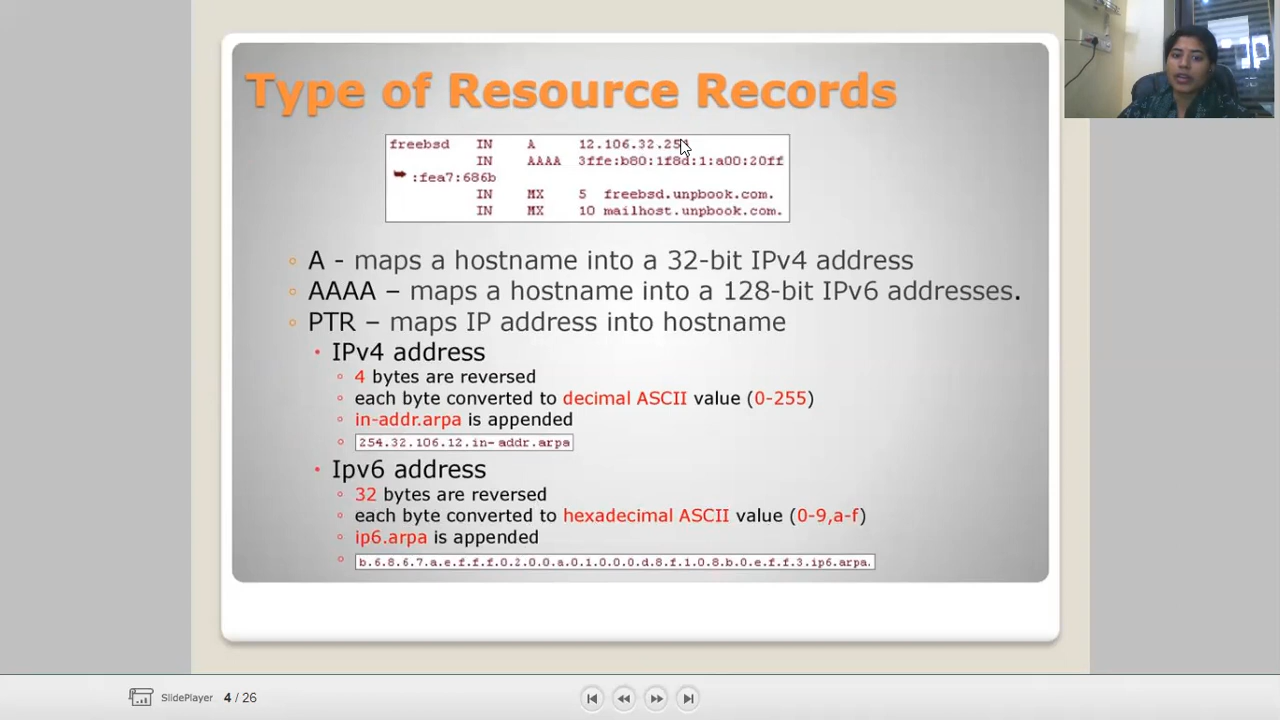 Type of Resource Records
freebsd IN A 12.106.32.254
IN AAAA 3ffe:b80:1f8d:1:a00:20ff
:fea7:686b
IN MX 5 freebsd.unpbook.com.
IN MX 10 mailhost.unpbook.com.
A - maps a hostname into a 32-bit IPv4 address
AAAA – maps a hostname into a 128-bit IPv6 addresses.
PTR – maps IP address into hostname
IPv4 address
4 bytes are reversed
each byte converted to decimal ASCII value (0-255)
in-addr.arpa is appended
254.32.106.12.in-addr.arpa
Ipv6 address
32 bytes are reversed
each byte converted to hexadecimal ASCII value (0-9,a-f)
ip6.arpa is appended
b.6.8.6.7.a.e.f.f.f.0.2.0.0.a.0.1.0.0.0.d.8.f.1.0.8.b.0.e.f.f.3.ip6.arpa.
SlidePlayer 4 / 26